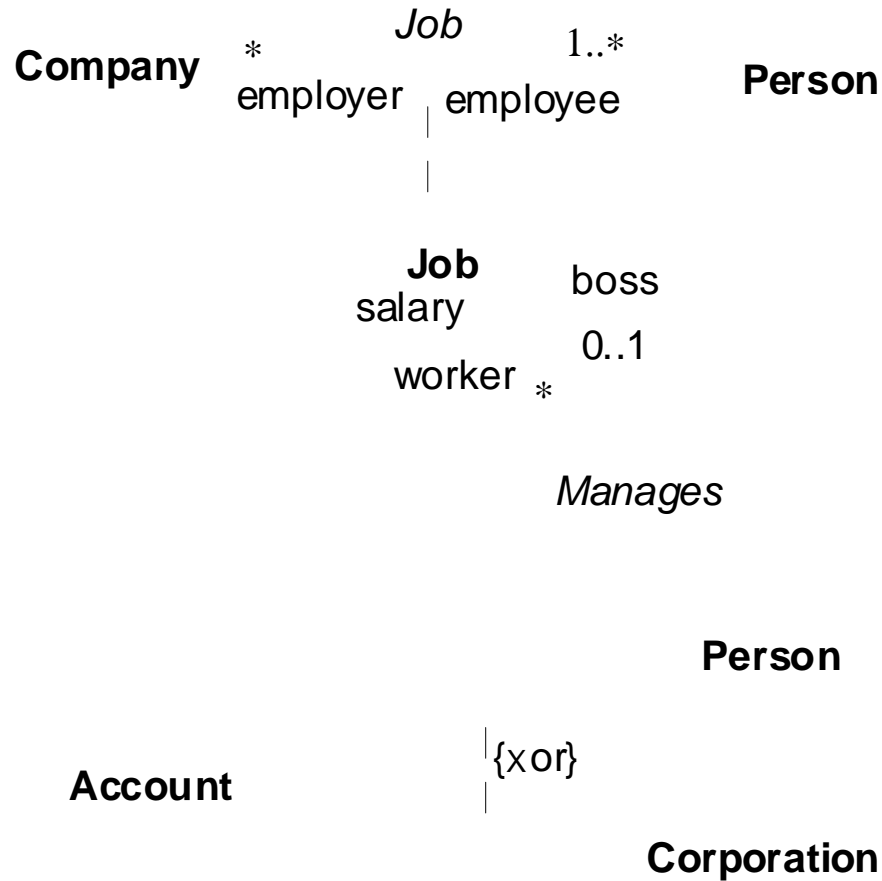 Job
Company * 1..* Person
employer employee
Job
boss
salary
0..1
worker *
Manages
Person
{xor}
Account
Corporation